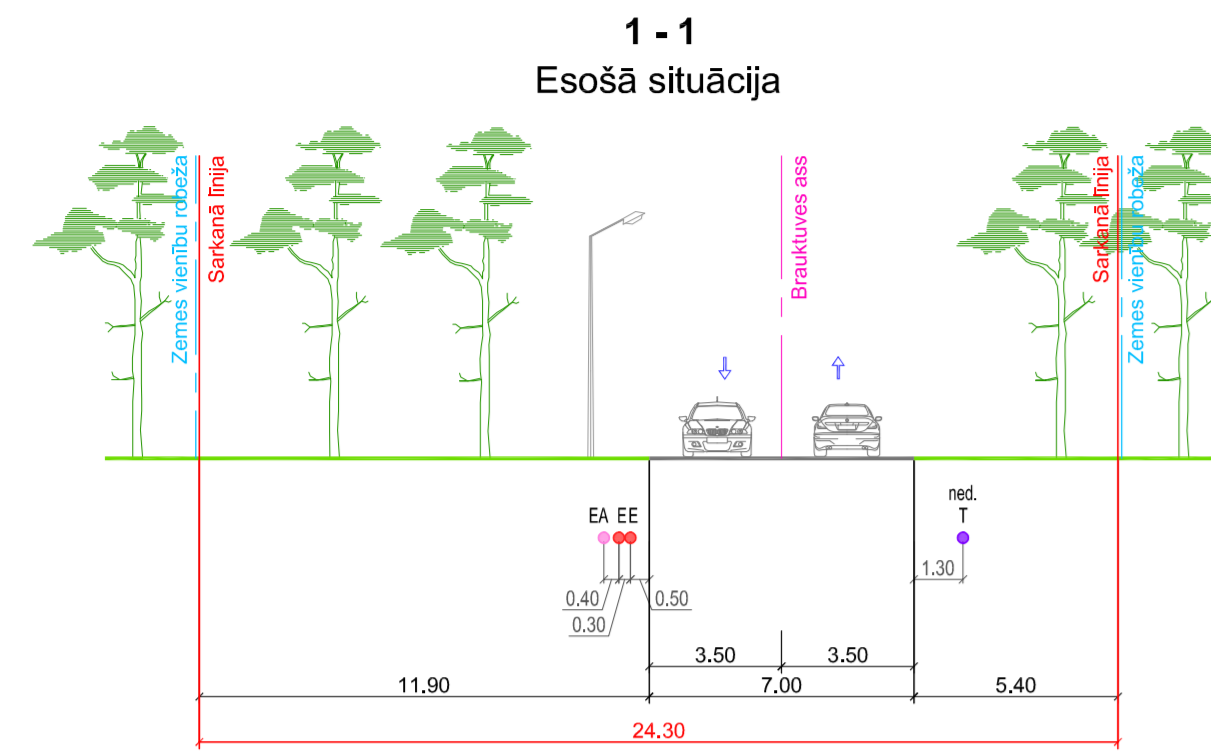 1 - 1
Esošā situācija
Zemes vienību robeža
Sarkanā līnija
Brauktuves ass
Sarkanā līnija
Zemes vienību robeža
EA EE
ned.
T
0.40
0.30
0.50
1.30
3.50
3.50
11.90
7.00
5.40
24.30